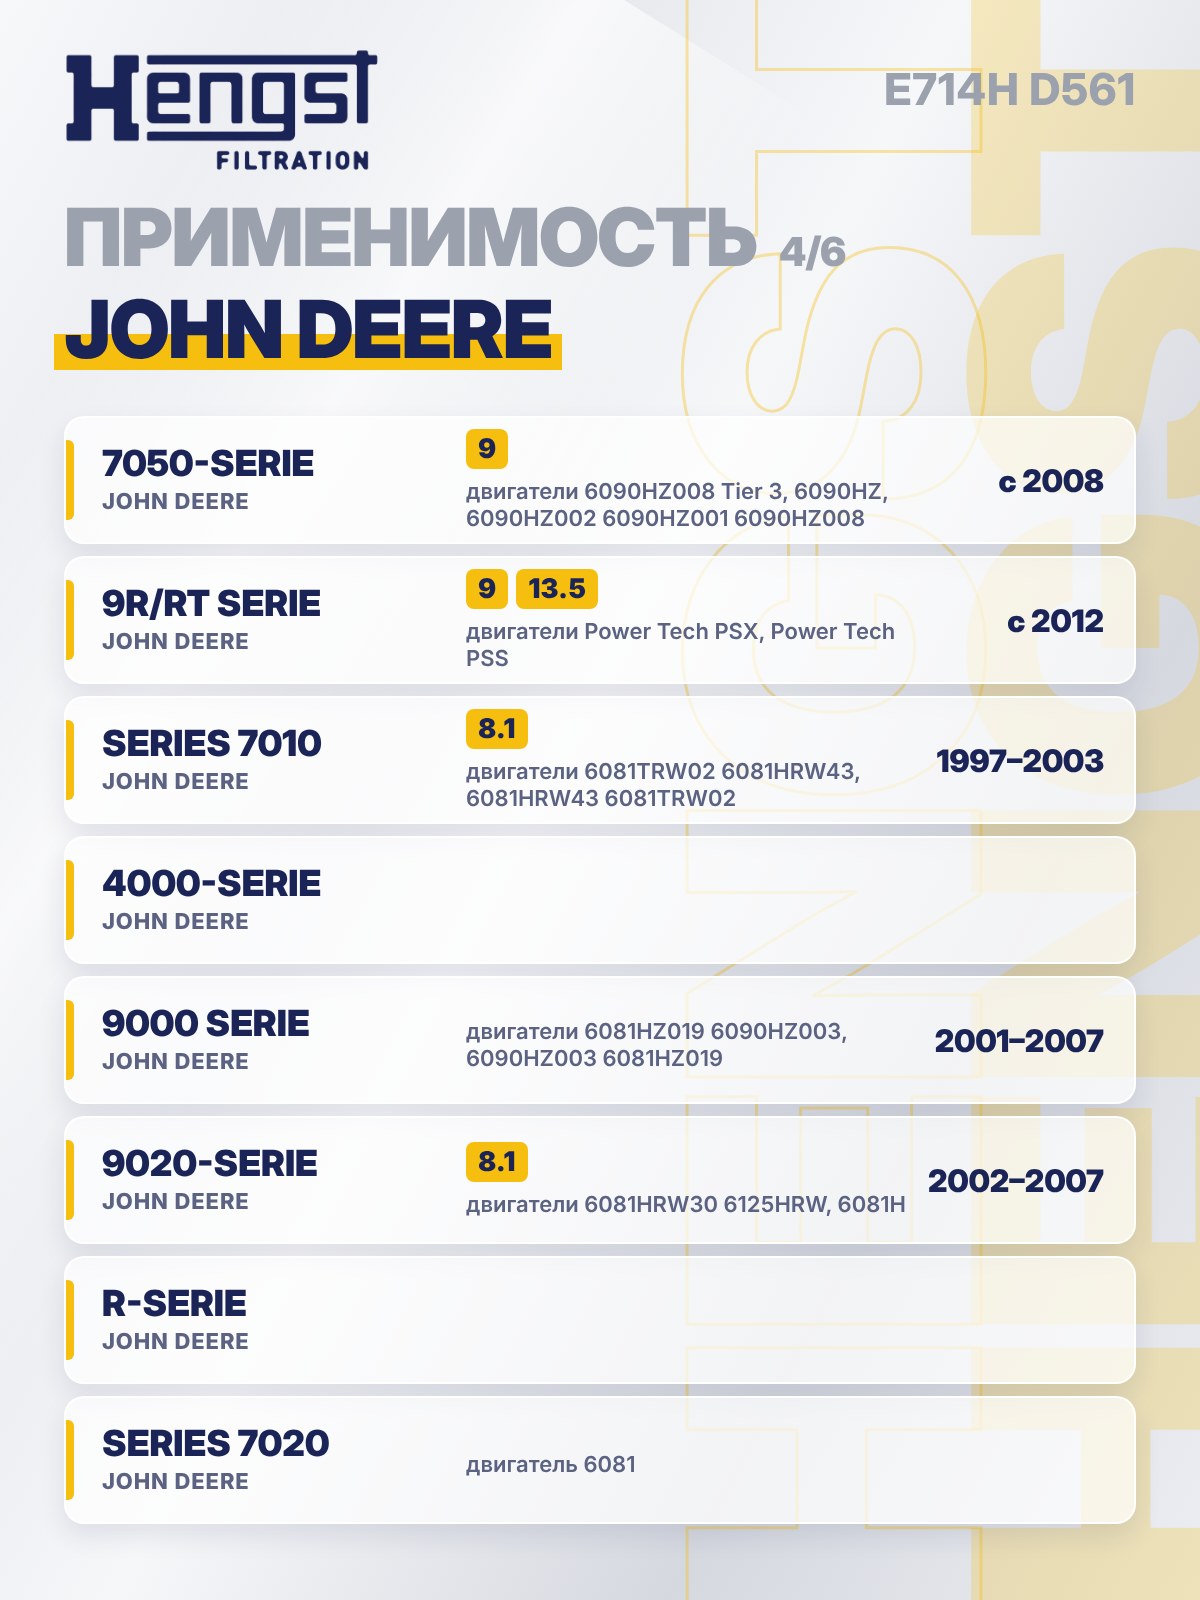 Hengst
FILTRATION
E714H D561
ПРИМЕНИМОСТЬ 4/6
JOHN DEERE
7050-SERIE
JOHN DEERE
9
двигатели 6090HZ008 Tier 3, 6090HZ,
6090HZ002 6090HZ001 6090HZ008
с 2008
9R/RT SERIE
JOHN DEERE
9 13.5
двигатели Power Tech PSX, Power Tech
PSS
с 2012
SERIES 7010
JOHN DEERE
8.1
двигатели 6081TRW02 6081HRW43,
6081HRW43 6081TRW02
1997–2003
4000-SERIE
JOHN DEERE
9000 SERIE
JOHN DEERE
двигатели 6081HZ019 6090HZ003,
6090HZ003 6081HZ019
2001–2007
9020-SERIE
JOHN DEERE
8.1
двигатели 6081HRW30 6125HRW, 6081H
2002–2007
R-SERIE
JOHN DEERE
SERIES 7020
JOHN DEERE
двигатель 6081
HENGST
HENGST